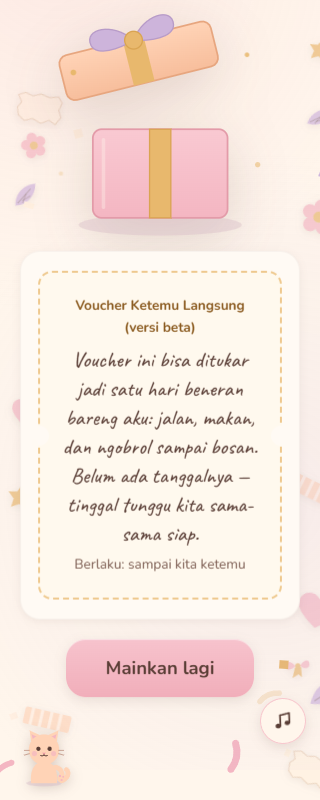 Voucher Ketemu Langsung
(versi beta)
Voucher ini bisa ditukar
jadi satu hari beneran
bareng aku: jalan, makan,
dan ngobrol sampai bosan.
Belum ada tanggalnya —
tinggal tunggu kita sama-
sama siap.
Berlaku: sampai kita ketemu
Mainkan lagi